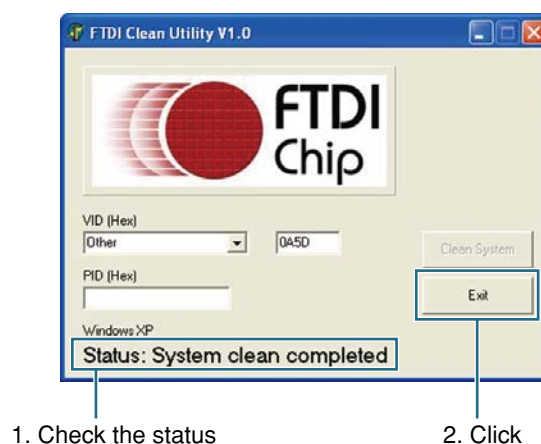 FTDI Clean Utility V1.0
FTDI
Chip
VID (Hex)
Other 0A5D
Clean System
PID (Hex)
Exit
Windows XP
Status: System clean completed
1. Check the status 2. Click